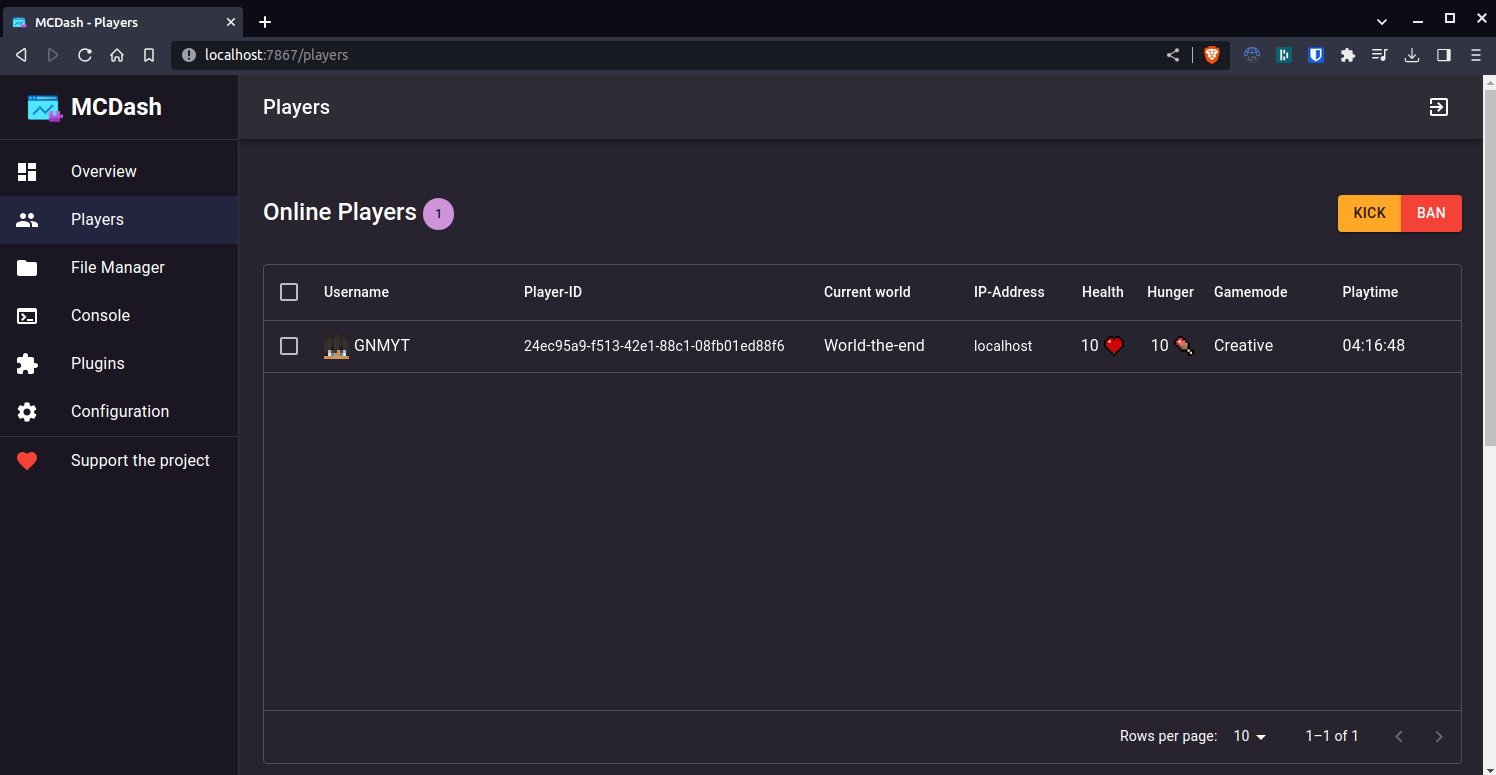 MCDash - Players
localhost:7867/players
MCDash
Players
Overview
Players
File Manager
Console
Plugins
Configuration
Support the project
Online Players 1
KICK BAN
Username Player-ID Current world IP-Address Health Hunger Gamemode Playtime
GNMYT 24ec95a9-f513-42e1-88c1-08fb01ed88f6 World-the-end localhost 10 10 Creative 04:16:48
Rows per page: 10 1–1 of 1